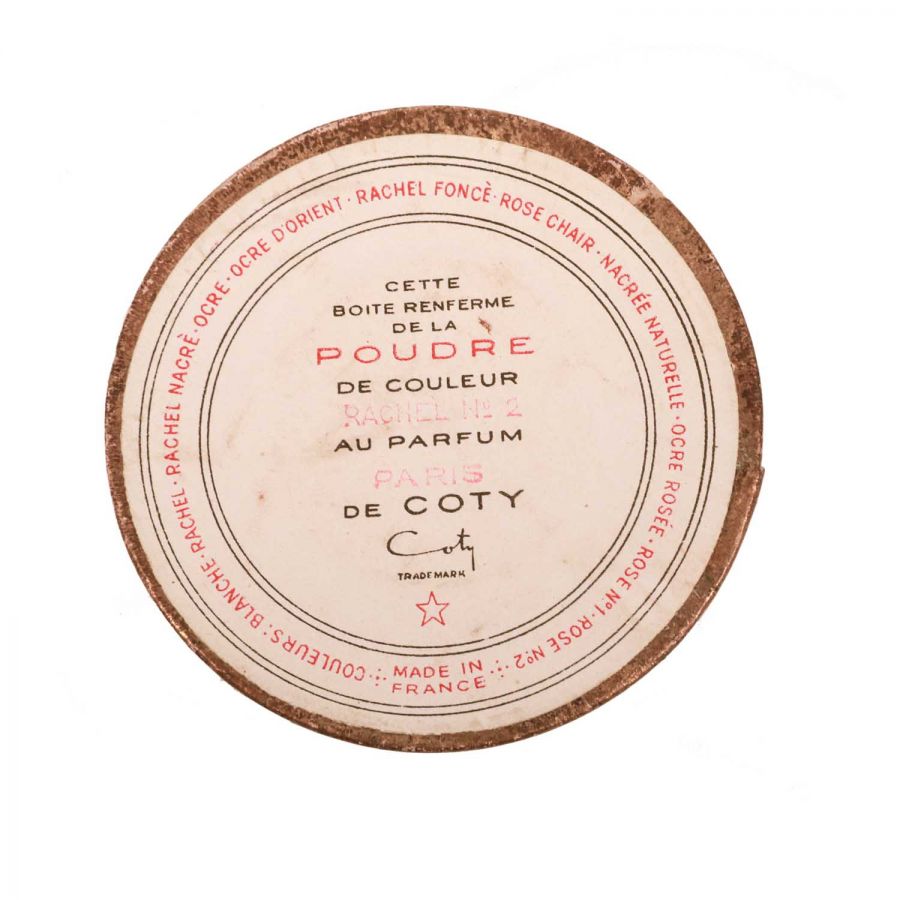 COULEURS: BLANCHE · RACHEL · RACHEL NACRÈ · OCRE · OCRE D'ORIENT · RACHEL FONCÈ · ROSE CHAIR · NACRÉE NATURELLE · OCRE ROSÉE · ROSE Nº1 · ROSE Nº2
CETTE
BOITE RENFERME
DE LA
POUDRE
DE COULEUR
RACHEL Nº 2
AU PARFUM
PARIS
DE COTY
Coty
TRADEMARK
MADE IN
FRANCE